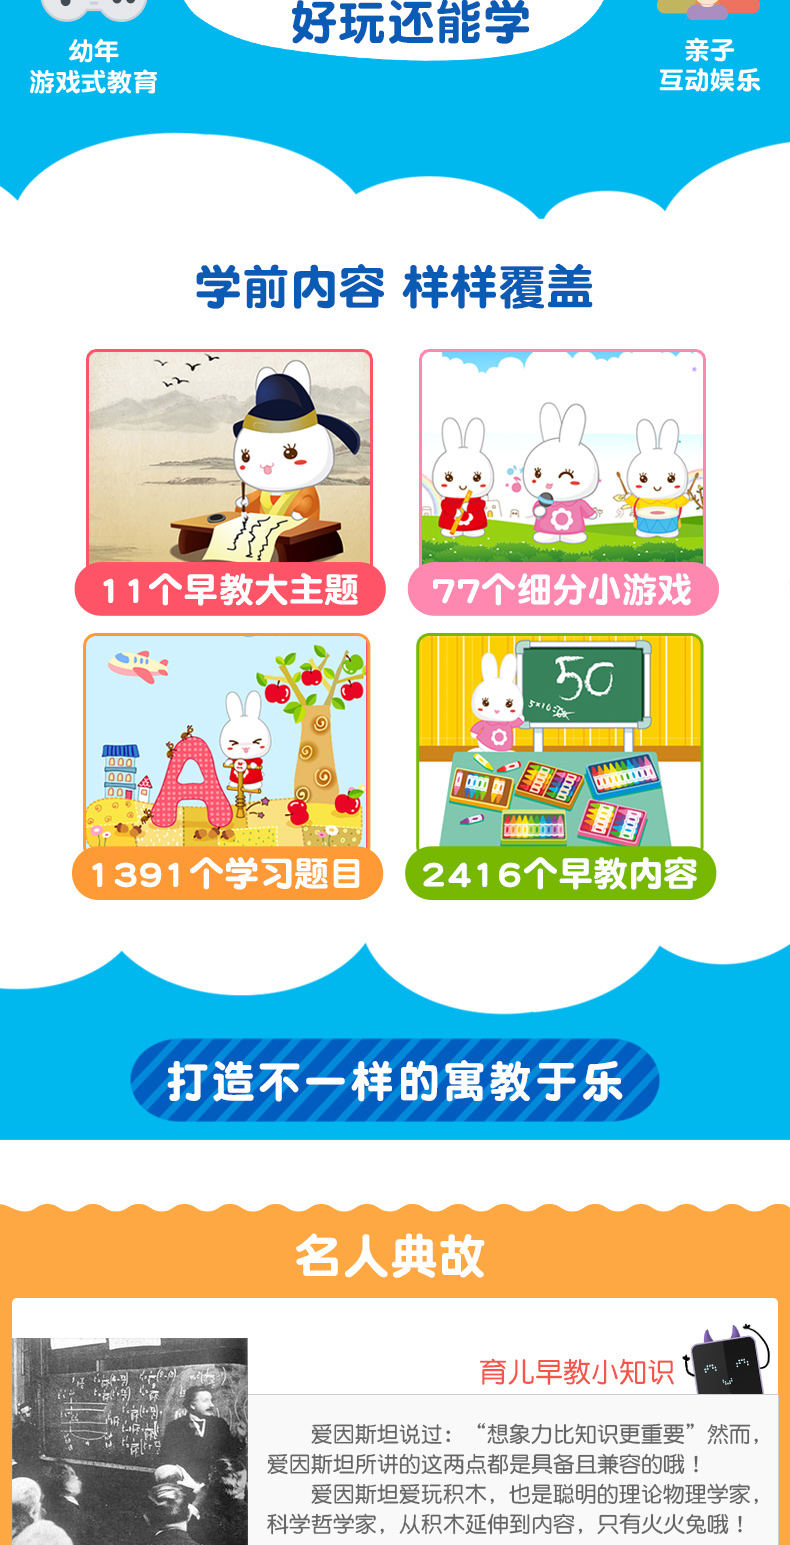 好玩还能学
幼年
游戏式教育
亲子
互动娱乐
学前内容 样样覆盖
11个早教大主题
77个细分小游戏
50
5×10=50
1391个学习题目
A
2416个早教内容
打造不一样的寓教于乐
名人典故
育儿早教小知识
爱因斯坦说过：“想象力比知识更重要”然而，
爱因斯坦所讲的这两点都是具备且兼容的哦！
爱因斯坦爱玩积木，也是聪明的理论物理学家，
科学哲学家，从积木延伸到内容，只有火火兔哦！